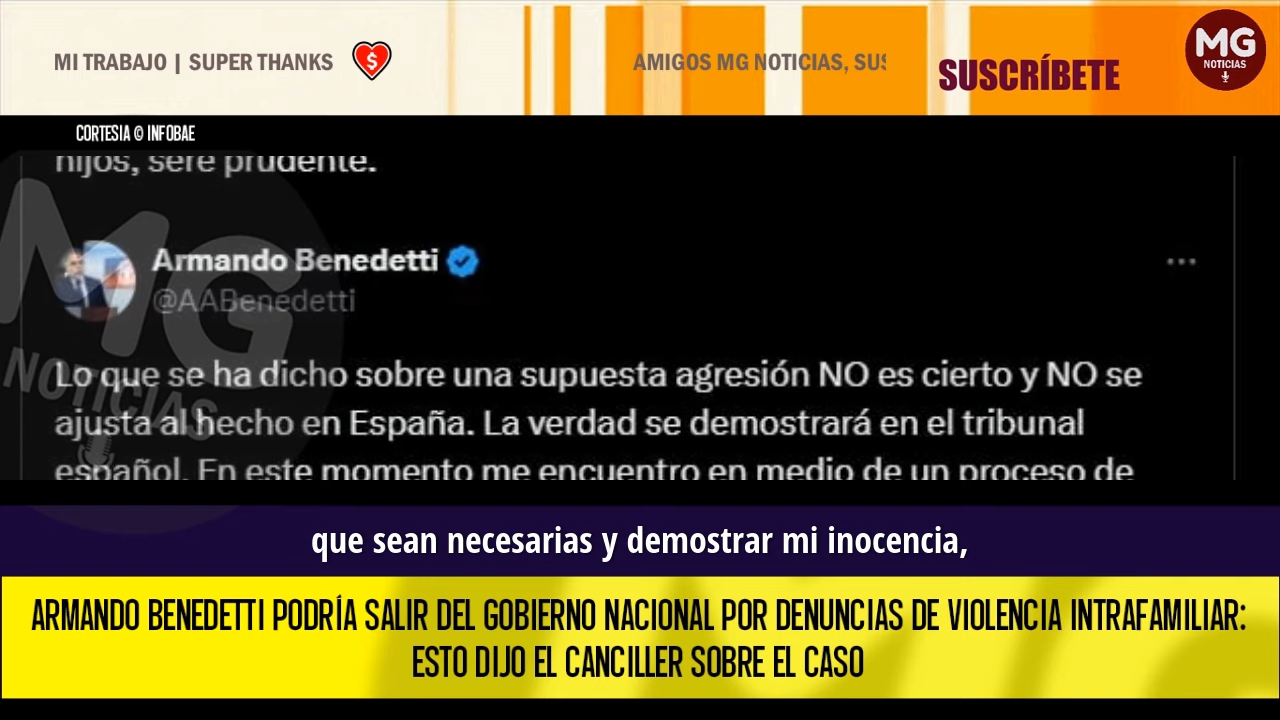 MI TRABAJO | SUPER THANKS
AMIGOS MG NOTICIAS, SUS
SUSCRÍBETE
MG
NOTICIAS
CORTESIA © INFOBAE
hijos, seré prudente.
Armando Benedetti
@AABenedetti
MG
NOTICIAS
Lo que se ha dicho sobre una supuesta agresión NO es cierto y NO se
ajusta al hecho en España. La verdad se demostrará en el tribunal
español. En este momento me encuentro en medio de un proceso de
que sean necesarias y demostrar mi inocencia,
ARMANDO BENEDETTI PODRÍA SALIR DEL GOBIERNO NACIONAL POR DENUNCIAS DE VIOLENCIA INTRAFAMILIAR:
ESTO DIJO EL CANCILLER SOBRE EL CASO